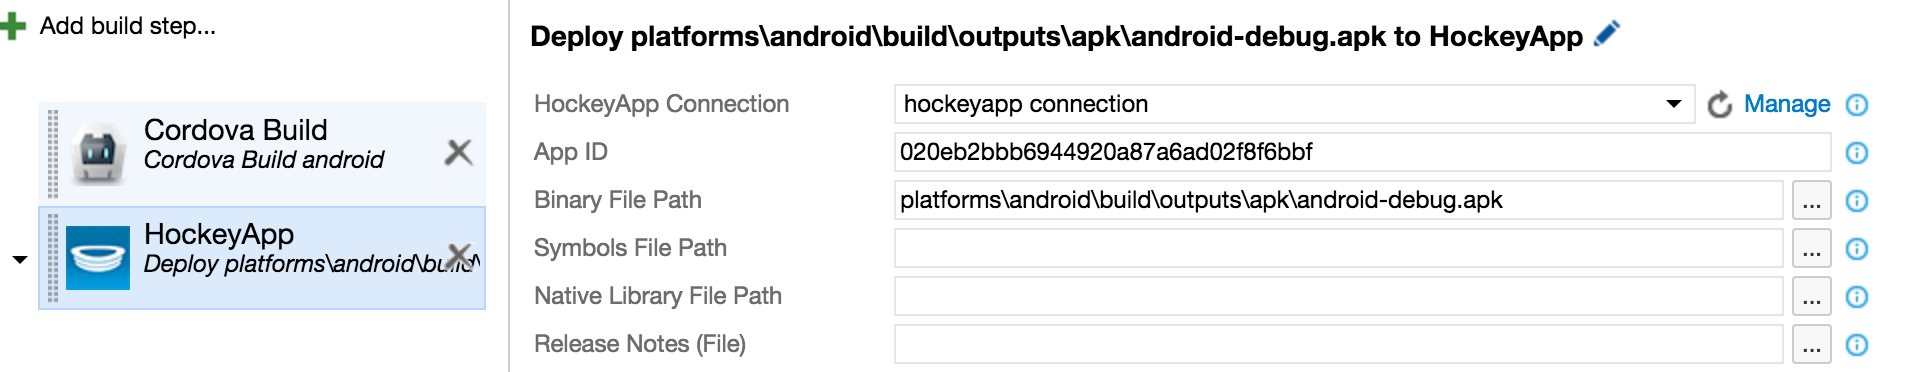 Add build step...
Cordova Build
Cordova Build android
HockeyApp
Deploy platforms\android\build\
Deploy platforms\android\build\outputs\apk\android-debug.apk to HockeyApp
HockeyApp Connection hockeyapp connection Manage
App ID 020eb2bbb6944920a87a6ad02f8f6bbf
Binary File Path platforms\android\build\outputs\apk\android-debug.apk ...
Symbols File Path ...
Native Library File Path ...
Release Notes (File) ...